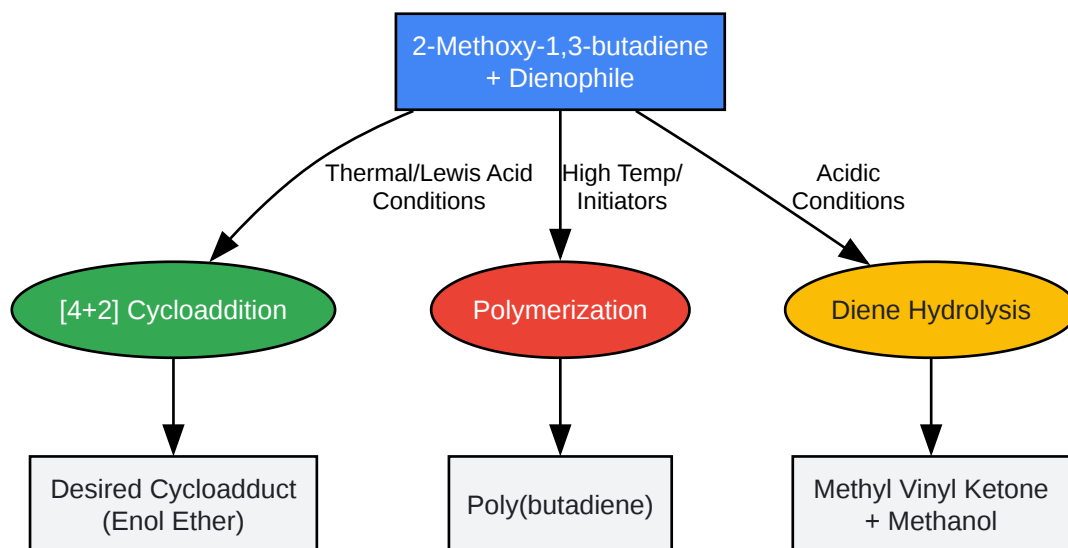 2-Methoxy-1,3-butadiene
+ Dienophile
Thermal/Lewis Acid
Conditions
High Temp/
Initiators
Acidic
Conditions
[4+2] Cycloaddition
Polymerization
Diene Hydrolysis
Desired Cycloadduct
(Enol Ether)
Poly(butadiene)
Methyl Vinyl Ketone
+ Methanol